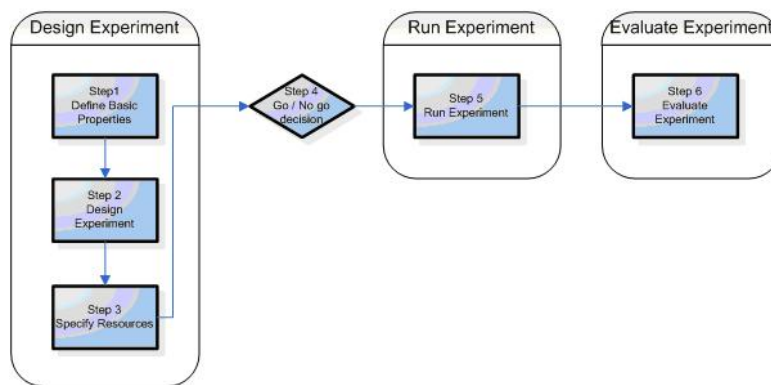 Design Experiment
Step1
Define Basic
Properties
Step 2
Design
Experiment
Step 3
Specify Resources
Step 4
Go / No go
decision
Run Experiment
Step 5
Run Experiment
Evaluate Experiment
Step 6
Evaluate
Experiment